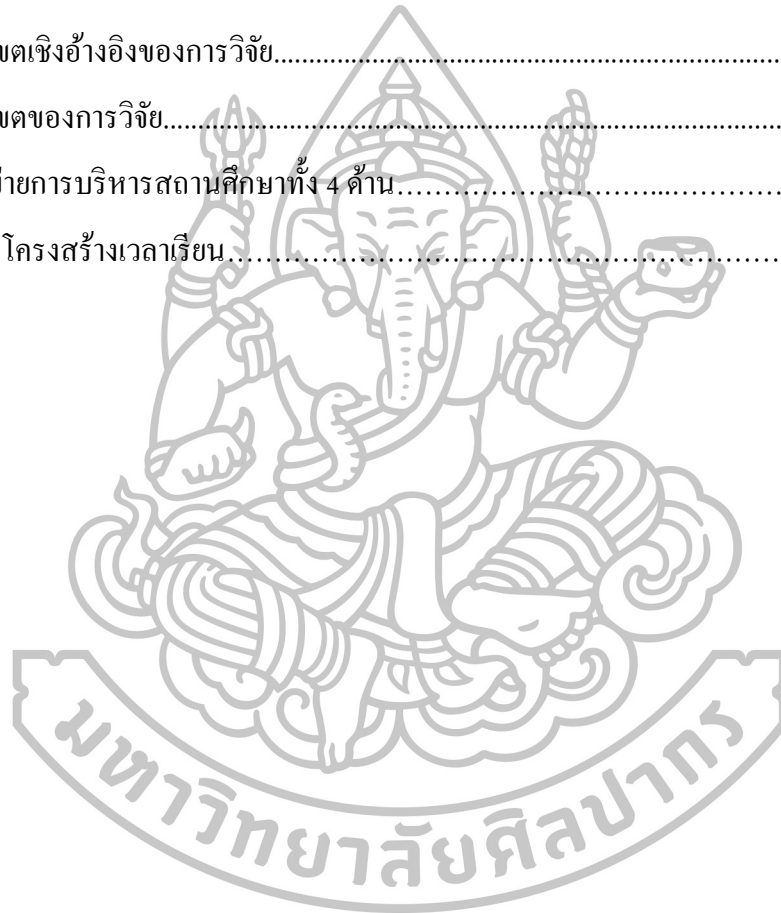 ขตเชิงอ้างอิงของการวิจัย................................................................................
ขตของการวิจัย................................................................................
ข่ายการบริหารสถานศึกษาทั้ง 4 ด้าน……………………...…………
โครงสร้างเวลาเรียน…………………………………………………
มหาวิทยาลัยศิลปากร